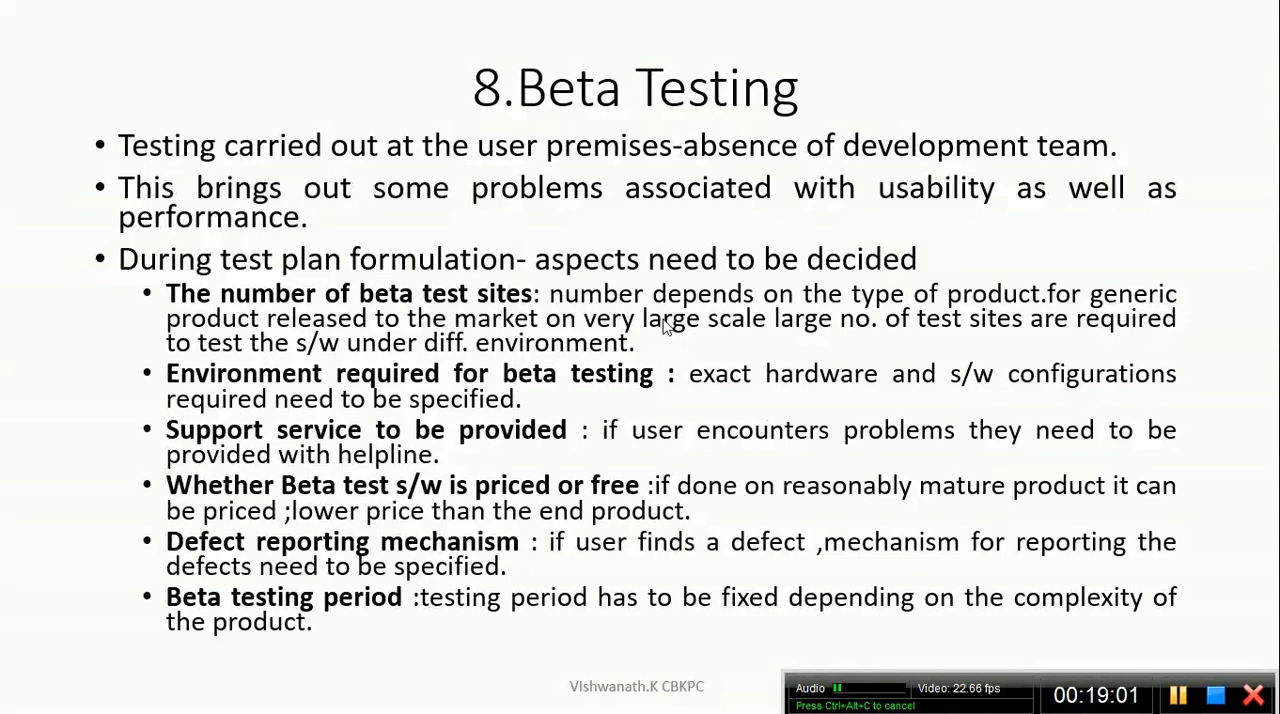 8.Beta Testing
• Testing carried out at the user premises-absence of development team.
• This brings out some problems associated with usability as well as
performance.
• During test plan formulation- aspects need to be decided
• The number of beta test sites: number depends on the type of product.for generic
product released to the market on very large scale large no. of test sites are required
to test the s/w under diff. environment.
• Environment required for beta testing : exact hardware and s/w configurations
required need to be specified.
• Support service to be provided : if user encounters problems they need to be
provided with helpline.
• Whether Beta test s/w is priced or free :if done on reasonably mature product it can
be priced ;lower price than the end product.
• Defect reporting mechanism : if user finds a defect ,mechanism for reporting the
defects need to be specified.
• Beta testing period :testing period has to be fixed depending on the complexity of
the product.
VIshwanath.K CBKPC
Audio Video: 22.66 fps
Press Ctrl+Alt+C to cancel
00:19:01